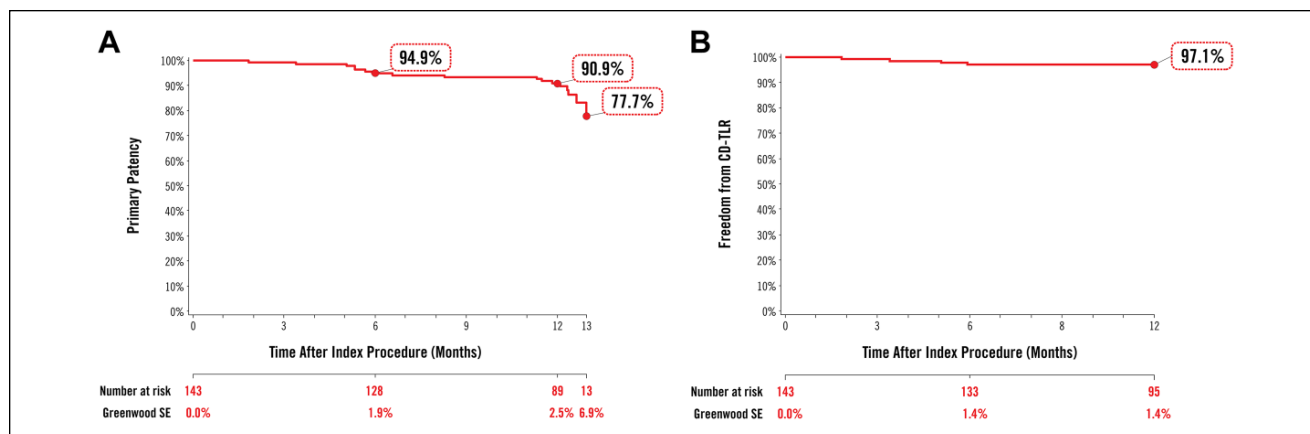 A
Primary Patency
100%
90%
80%
70%
60%
50%
40%
30%
20%
10%
0%
94.9%
90.9%
77.7%
0 3 6 9 12 13
Time After Index Procedure (Months)
Number at risk 143 128 89 13
Greenwood SE 0.0% 1.9% 2.5% 6.9%
B
Freedom from CD-TLR
100%
90%
80%
70%
60%
50%
40%
30%
20%
10%
0%
97.1%
0 3 6 8 12
Time After Index Procedure (Months)
Number at risk 143 133 95
Greenwood SE 0.0% 1.4% 1.4%